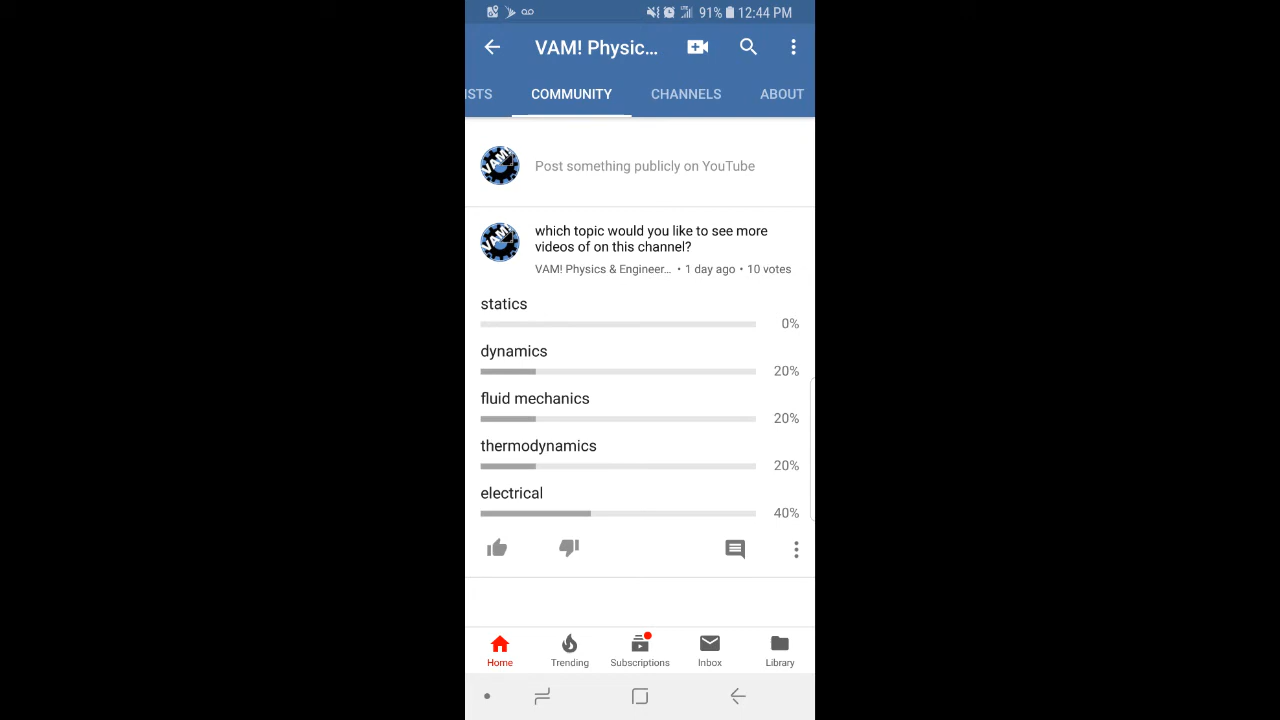 91% 12:44 PM
VAM! Physic...
ISTS COMMUNITY CHANNELS ABOUT
VAM! Post something publicly on YouTube
VAM! which topic would you like to see more
videos of on this channel?
VAM! Physics & Engineer... • 1 day ago • 10 votes
statics
0%
dynamics
20%
fluid mechanics
20%
thermodynamics
20%
electrical
40%
Home Trending Subscriptions Inbox Library